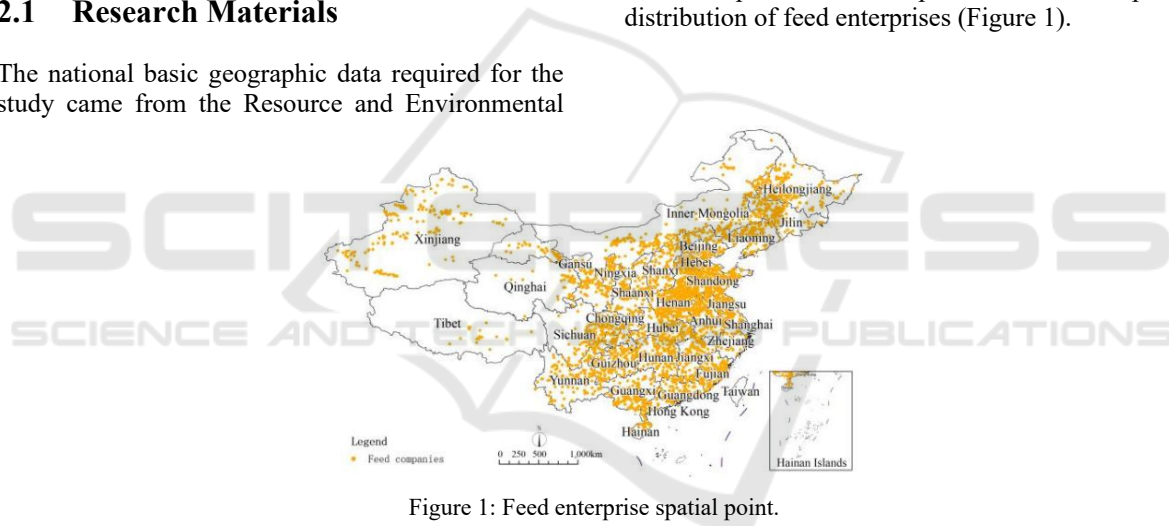 2.1 Research Materials
The national basic geographic data required for the
study came from the Resource and Environmental
distribution of feed enterprises (Figure 1).
SCITEPRESS
SCIENCE AND TECHNOLOGY PUBLICATIONS
Heilongjiang
Inner Mongolia
Jilin
Xinjiang
Liaoning
Beijing
Gansu
Hebei
Ningxia
Shanxi
Shandong
Qinghai
Shaanxi
Henan
Jiangsu
Tibet
Chongqing
Anhui
Shanghai
Sichuan
Hubei
Zhejiang
Guizhou
Hunan
Jiangxi
Fujian
Yunnan
Guangxi
Guangdong
Taiwan
Hong Kong
Hainan
N
Legend
Feed companies
0 250 500 1,000km
Hainan Islands
Figure 1: Feed enterprise spatial point.